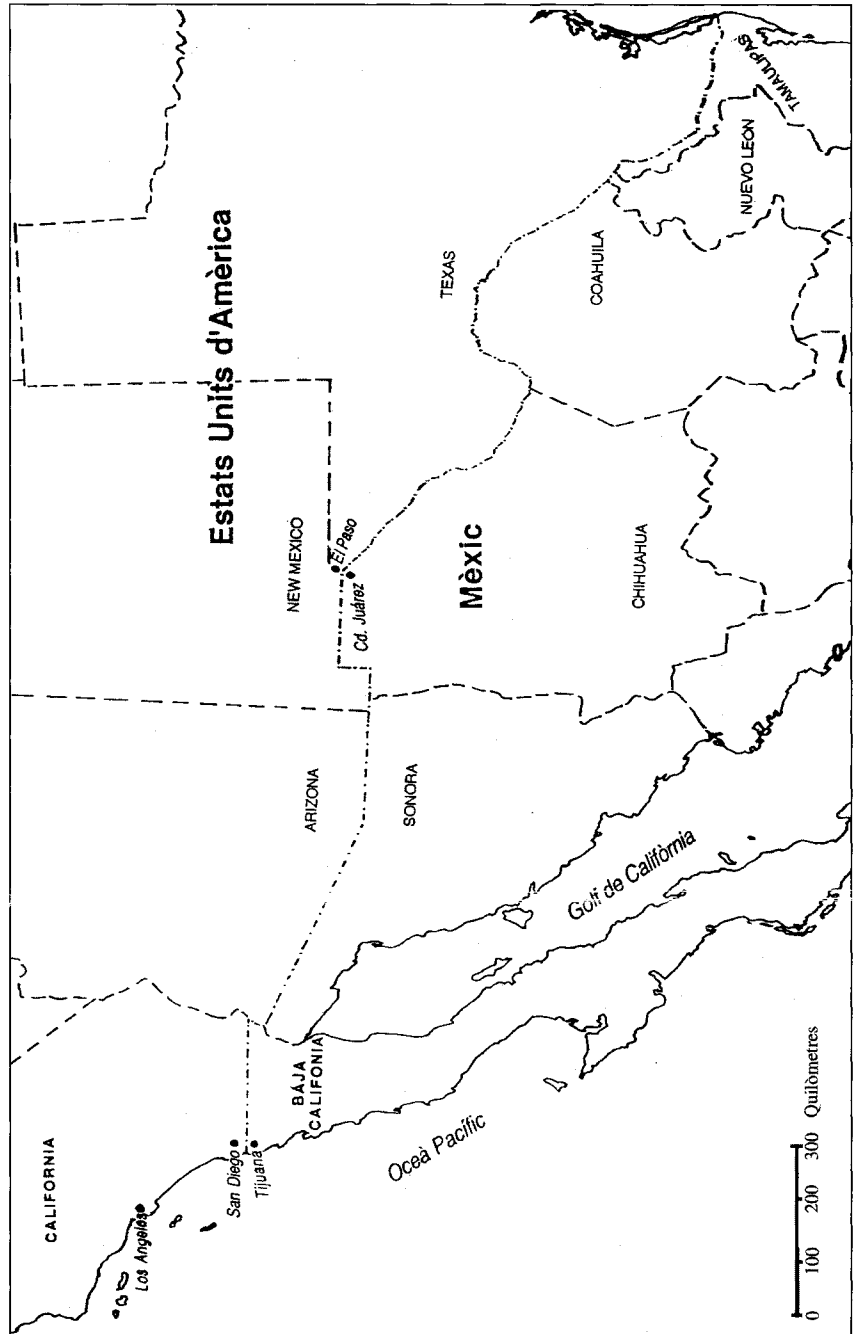 Estats Units d'Amèrica
Mèxic
CALIFORNIA
ARIZONA
NEW MEXICO
TEXAS
Los Angeles
San Diego
Tijuana
El Paso
Cd. Juárez
BAJA
CALIFONIA
SONORA
CHIHUAHUA
COAHUILA
NUEVO LEON
TAMAULIPAS
Golf de Califòrnia
Oceà Pacífic
0 100 200 300 Quilòmetres